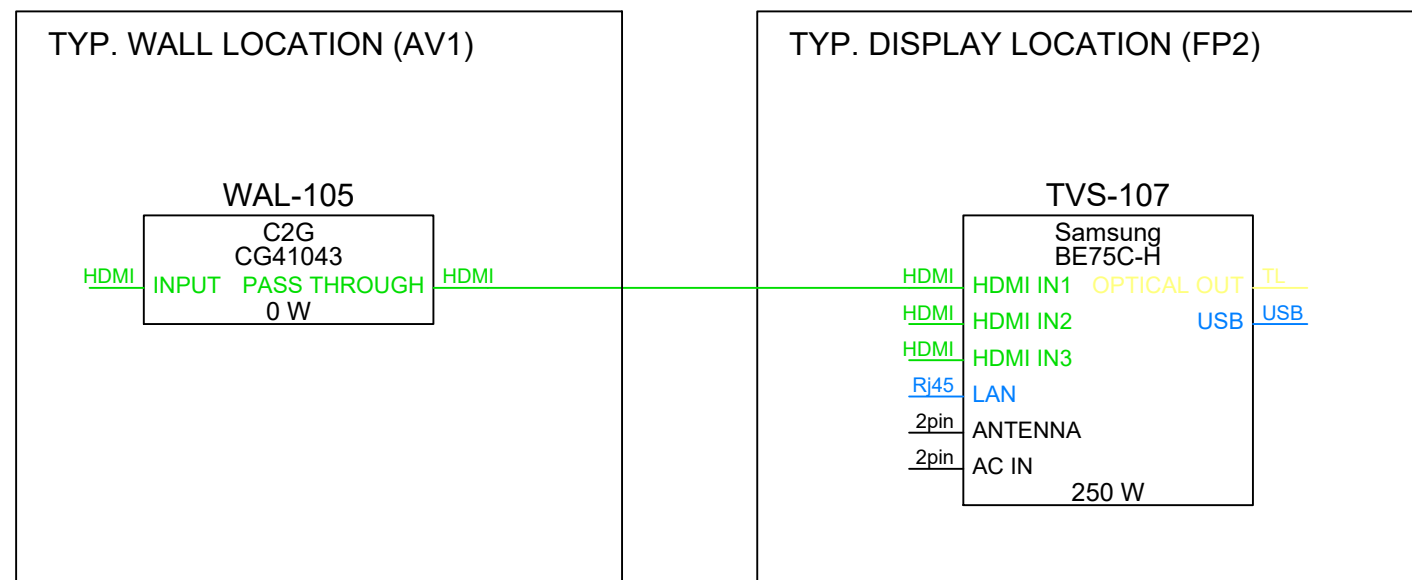 TYP. WALL LOCATION (AV1)
WAL-105
C2G
CG41043
HDMI INPUT PASS THROUGH HDMI
0 W
TYP. DISPLAY LOCATION (FP2)
TVS-107
Samsung
BE75C-H
HDMI HDMI IN1 OPTICAL OUT TL
HDMI HDMI IN2 USB USB
HDMI HDMI IN3
Rj45 LAN
2pin ANTENNA
2pin AC IN
250 W